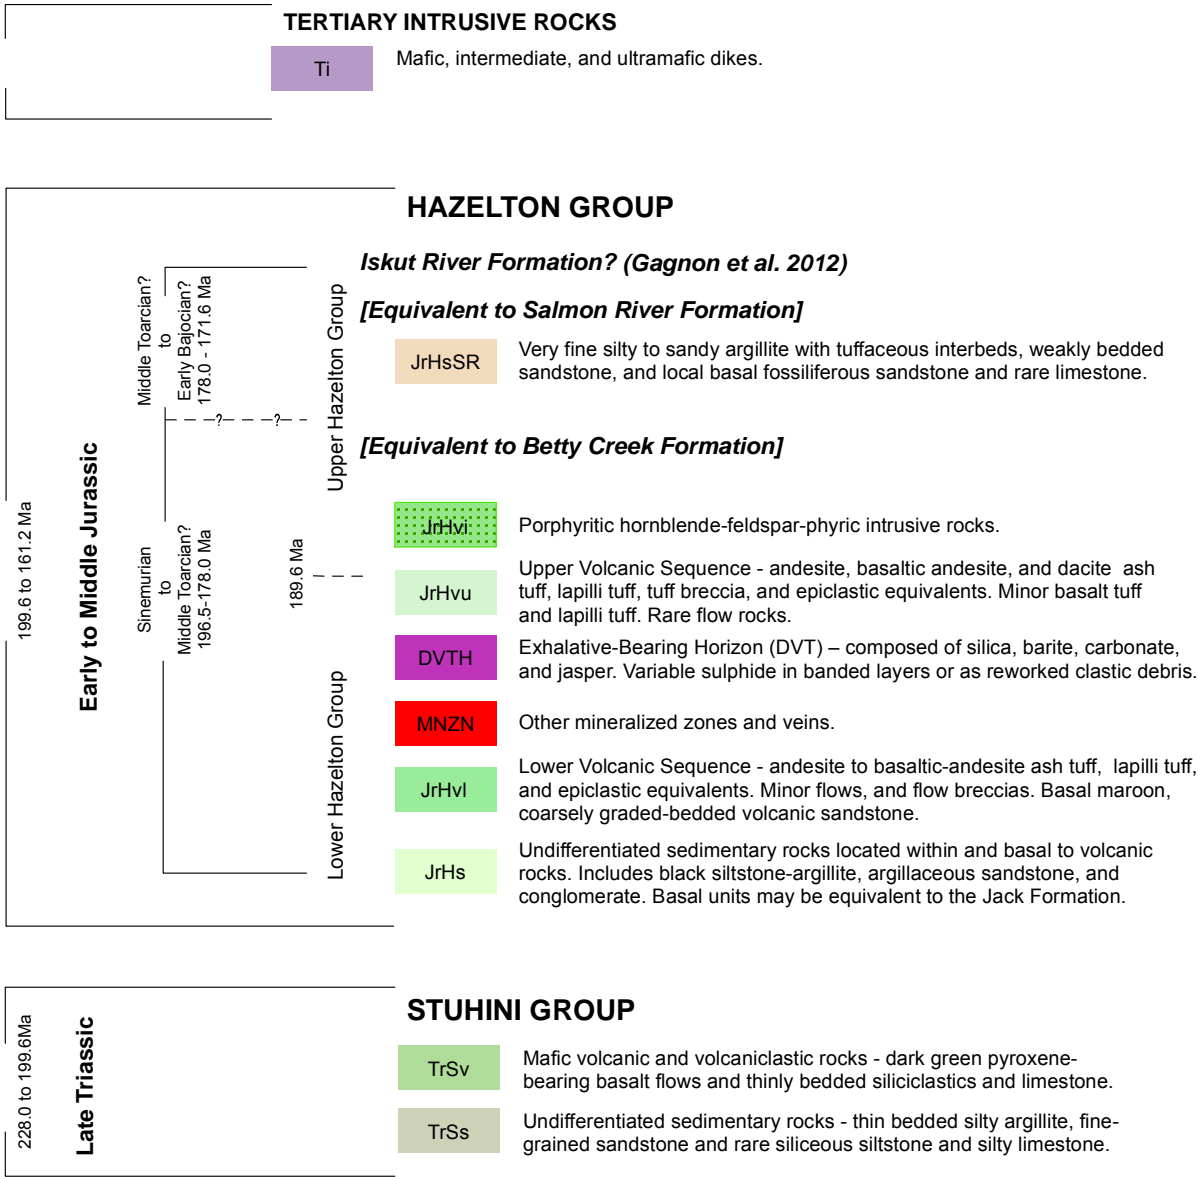 TERTIARY INTRUSIVE ROCKS
Ti
Mafic, intermediate, and ultramafic dikes.
HAZELTON GROUP
199.6 to 161.2 Ma
Early to Middle Jurassic
Middle Toarcian?
to
Early Bajocian?
178.0 - 171.6 Ma
?
?
Sinemurian
to
Middle Toarcian?
196.5-178.0 Ma
189.6 Ma
Upper Hazelton Group
Lower Hazelton Group
Iskut River Formation? (Gagnon et al. 2012)
[Equivalent to Salmon River Formation]
JrHsSR
Very fine silty to sandy argillite with tuffaceous interbeds, weakly bedded
sandstone, and local basal fossiliferous sandstone and rare limestone.
[Equivalent to Betty Creek Formation]
JrHvi
Porphyritic hornblende-feldspar-phyric intrusive rocks.
JrHvu
Upper Volcanic Sequence - andesite, basaltic andesite, and dacite ash
tuff, lapilli tuff, tuff breccia, and epiclastic equivalents. Minor basalt tuff
and lapilli tuff. Rare flow rocks.
DVTH
Exhalative-Bearing Horizon (DVT) – composed of silica, barite, carbonate,
and jasper. Variable sulphide in banded layers or as reworked clastic debris.
MNZN
Other mineralized zones and veins.
JrHvl
Lower Volcanic Sequence - andesite to basaltic-andesite ash tuff, lapilli tuff,
and epiclastic equivalents. Minor flows, and flow breccias. Basal maroon,
coarsely graded-bedded volcanic sandstone.
JrHs
Undifferentiated sedimentary rocks located within and basal to volcanic
rocks. Includes black siltstone-argillite, argillaceous sandstone, and
conglomerate. Basal units may be equivalent to the Jack Formation.
STUHINI GROUP
228.0 to 199.6Ma
Late Triassic
TrSv
Mafic volcanic and volcaniclastic rocks - dark green pyroxene-
bearing basalt flows and thinly bedded siliciclastics and limestone.
TrSs
Undifferentiated sedimentary rocks - thin bedded silty argillite, fine-
grained sandstone and rare siliceous siltstone and silty limestone.